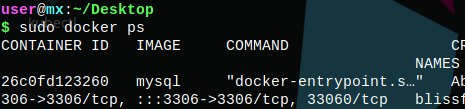 user@mx:~/Desktop
$ sudo docker ps
CONTAINER ID   IMAGE     COMMAND                  CR
NAMES
26c0fd123260   mysql     "docker-entrypoint.s…"   Ab
306->3306/tcp, :::3306->3306/tcp, 33060/tcp   blissf